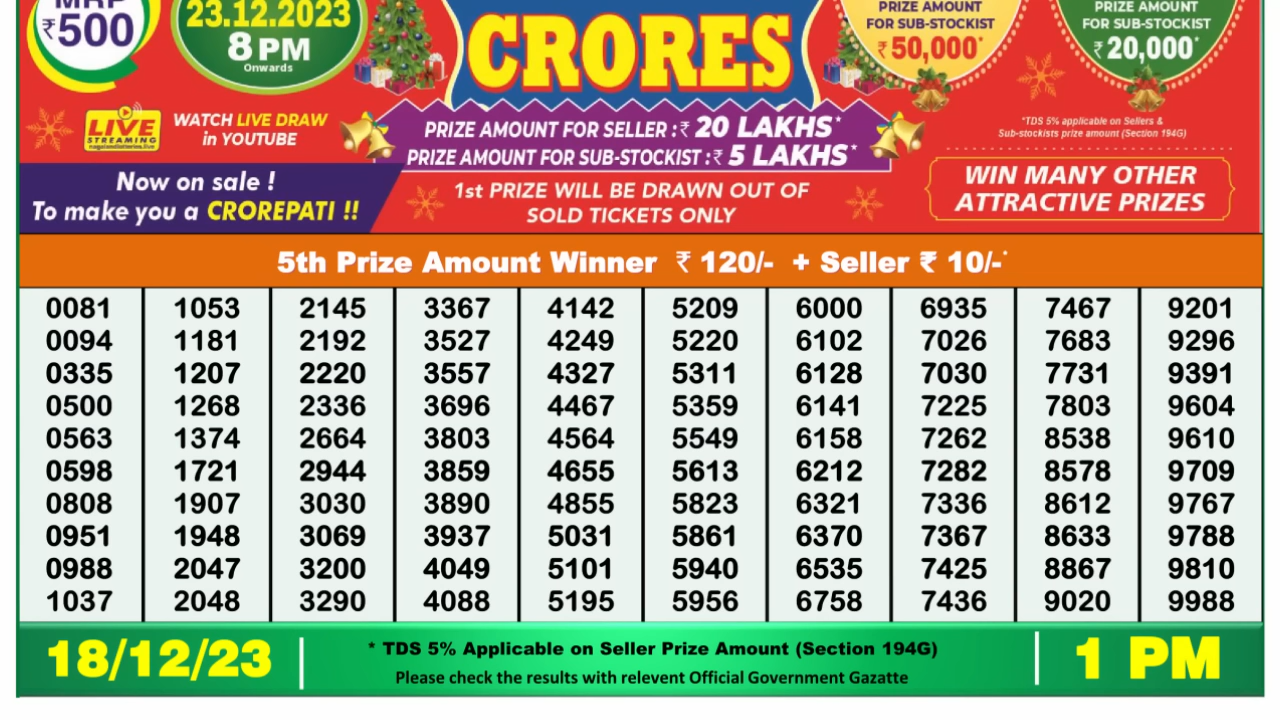 MRP
₹500
23.12.2023
8 PM
Onwards
CRORES
PRIZE AMOUNT
FOR SUB-STOCKIST
₹ 50,000*
PRIZE AMOUNT
FOR SUB-STOCKIST
₹ 20,000*
LIVE
STREAMING
nagalandlotteries.live
WATCH LIVE DRAW
in YOUTUBE
PRIZE AMOUNT FOR SELLER : ₹ 20 LAKHS*
PRIZE AMOUNT FOR SUB-STOCKIST : ₹ 5 LAKHS*
*TDS 5% applicable on Sellers &
Sub-stockists prize amount (Section 194G)
Now on sale !
To make you a CROREPATI !!
1st PRIZE WILL BE DRAWN OUT OF
SOLD TICKETS ONLY
WIN MANY OTHER
ATTRACTIVE PRIZES
5th Prize Amount Winner ₹ 120/- + Seller ₹ 10/-*
0081 1053 2145 3367 4142 5209 6000 6935 7467 9201
0094 1181 2192 3527 4249 5220 6102 7026 7683 9296
0335 1207 2220 3557 4327 5311 6128 7030 7731 9391
0500 1268 2336 3696 4467 5359 6141 7225 7803 9604
0563 1374 2664 3803 4564 5549 6158 7262 8538 9610
0598 1721 2944 3859 4655 5613 6212 7282 8578 9709
0808 1907 3030 3890 4855 5823 6321 7336 8612 9767
0951 1948 3069 3937 5031 5861 6370 7367 8633 9788
0988 2047 3200 4049 5101 5940 6535 7425 8867 9810
1037 2048 3290 4088 5195 5956 6758 7436 9020 9988
18/12/23
* TDS 5% Applicable on Seller Prize Amount (Section 194G)
Please check the results with relevent Official Government Gazatte
1 PM